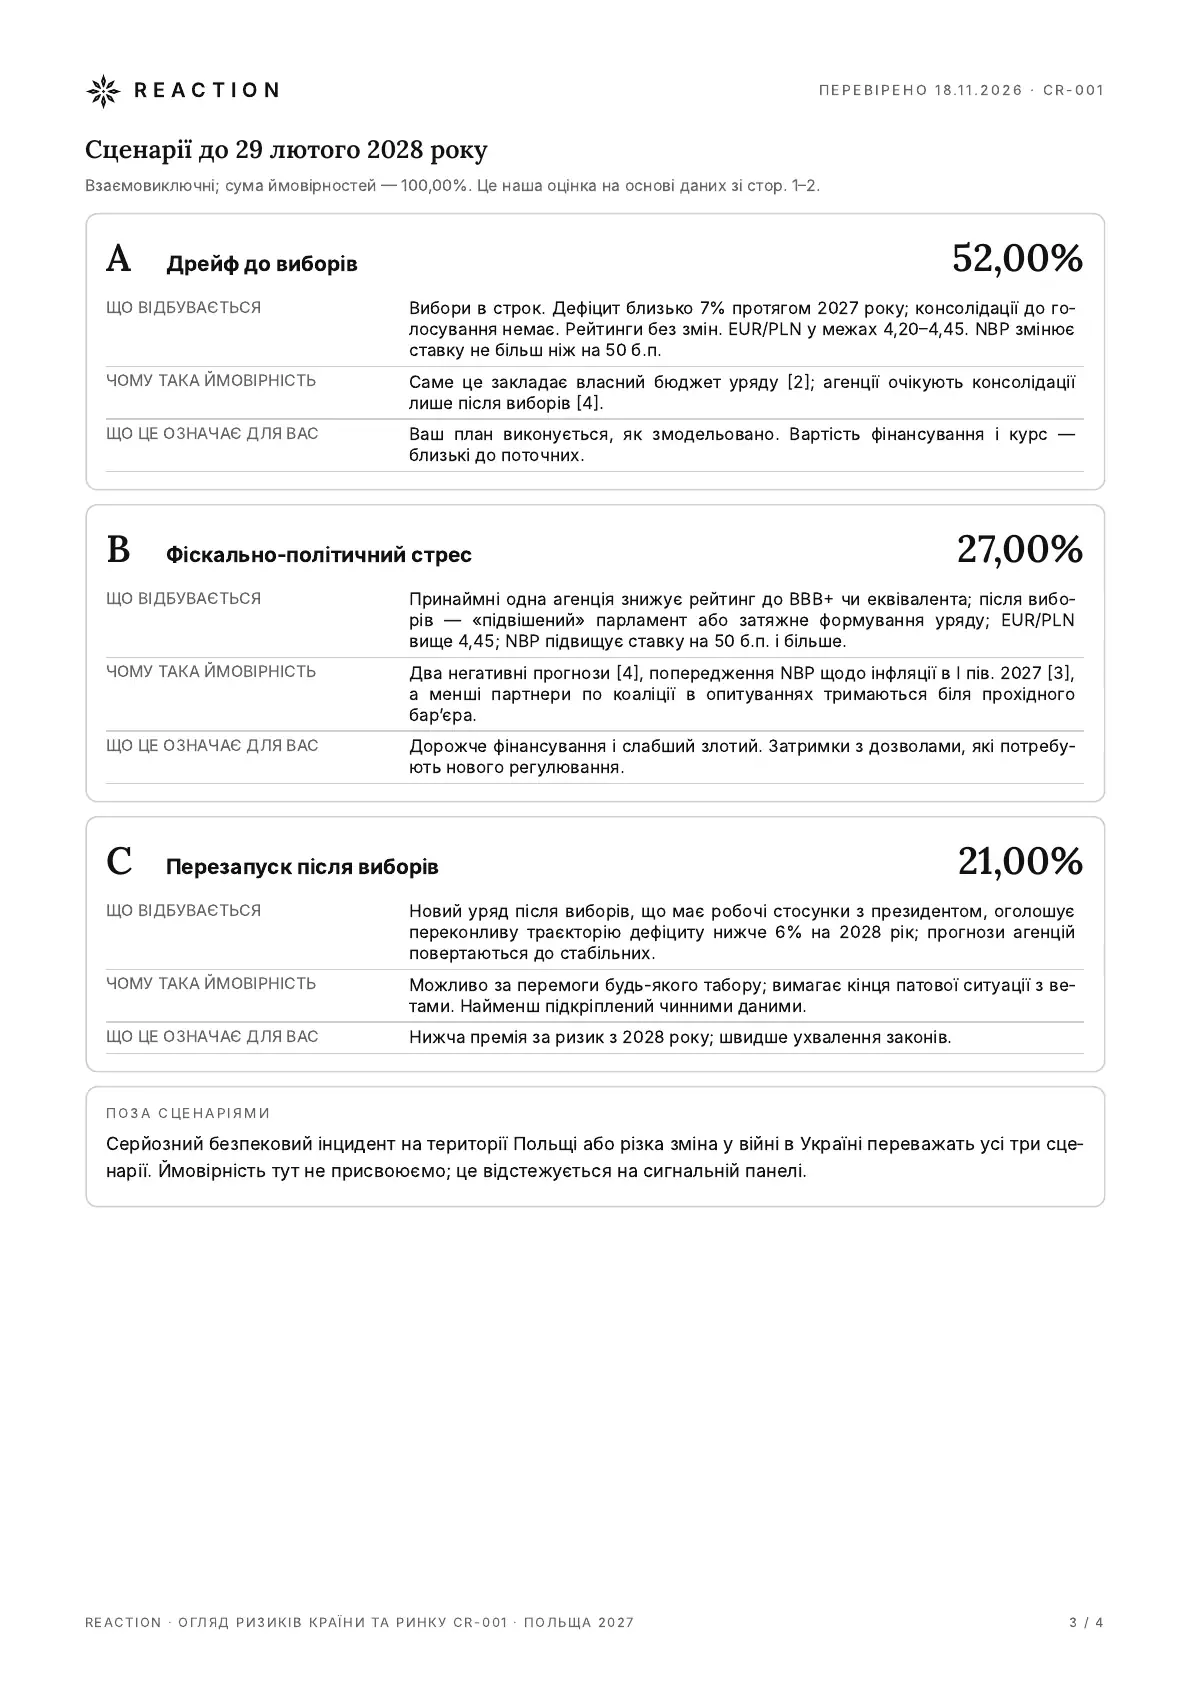 REACTION
ПЕРЕВІРЕНО 18.11.2026 · CR-001
Сценарії до 29 лютого 2028 року
Взаємовиключні; сума ймовірностей — 100,00%. Це наша оцінка на основі даних зі стор. 1–2.
A Дрейф до виборів 52,00%
ЩО ВІДБУВАЄТЬСЯ
Вибори в строк. Дефіцит близько 7% протягом 2027 року; консолідації до го-
лосування немає. Рейтинги без змін. EUR/PLN у межах 4,20–4,45. NBP змінює
ставку не більш ніж на 50 б.п.
ЧОМУ ТАКА ЙМОВІРНІСТЬ
Саме це закладає власний бюджет уряду [2]; агенції очікують консолідації
лише після виборів [4].
ЩО ЦЕ ОЗНАЧАЄ ДЛЯ ВАС
Ваш план виконується, як змодельовано. Вартість фінансування і курс —
близькі до поточних.
B Фіскально-політичний стрес 27,00%
ЩО ВІДБУВАЄТЬСЯ
Принаймні одна агенція знижує рейтинг до BBB+ чи еквівалента; після вибо-
рів — «підвішений» парламент або затяжне формування уряду; EUR/PLN
вище 4,45; NBP підвищує ставку на 50 б.п. і більше.
ЧОМУ ТАКА ЙМОВІРНІСТЬ
Два негативні прогнози [4], попередження NBP щодо інфляції в І пів. 2027 [3],
а менші партнери по коаліції в опитуваннях тримаються біля прохідного
бар’єра.
ЩО ЦЕ ОЗНАЧАЄ ДЛЯ ВАС
Дорожче фінансування і слабший злотий. Затримки з дозволами, які потребу-
ють нового регулювання.
C Перезапуск після виборів 21,00%
ЩО ВІДБУВАЄТЬСЯ
Новий уряд після виборів, що має робочі стосунки з президентом, оголошує
переконливу траєкторію дефіциту нижче 6% на 2028 рік; прогнози агенцій
повертаються до стабільних.
ЧОМУ ТАКА ЙМОВІРНІСТЬ
Можливо за перемоги будь-якого табору; вимагає кінця патової ситуації з ве-
тами. Найменш підкріплений чинними даними.
ЩО ЦЕ ОЗНАЧАЄ ДЛЯ ВАС
Нижча премія за ризик з 2028 року; швидше ухвалення законів.
ПОЗА СЦЕНАРІЯМИ
Серйозний безпековий інцидент на території Польщі або різка зміна у війні в Україні переважать усі три сце-
нарії. Ймовірність тут не присвоюємо; це відстежується на сигнальній панелі.
REACTION · ОГЛЯД РИЗИКІВ КРАЇНИ ТА РИНКУ CR-001 · ПОЛЬЩА 2027
3 / 4